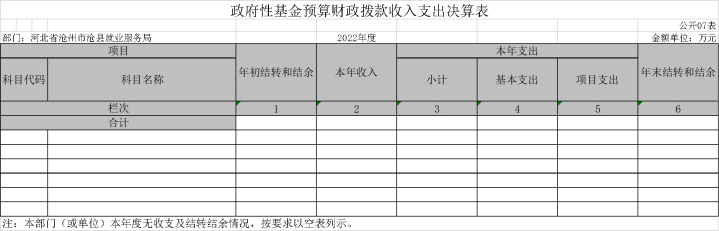 政府性基金预算财政拨款收入支出决算表
公开07表
部门：河北省沧州市沧县就业服务局 2022年度 金额单位：万元
项目 年初结转和结余 本年收入 本年支出 年末结转和结余
科目代码 科目名称 小计 基本支出 项目支出
栏次 1 2 3 4 5 6
合计
注：本部门（或单位）本年度无收支及结转结余情况，按要求以空表列示。